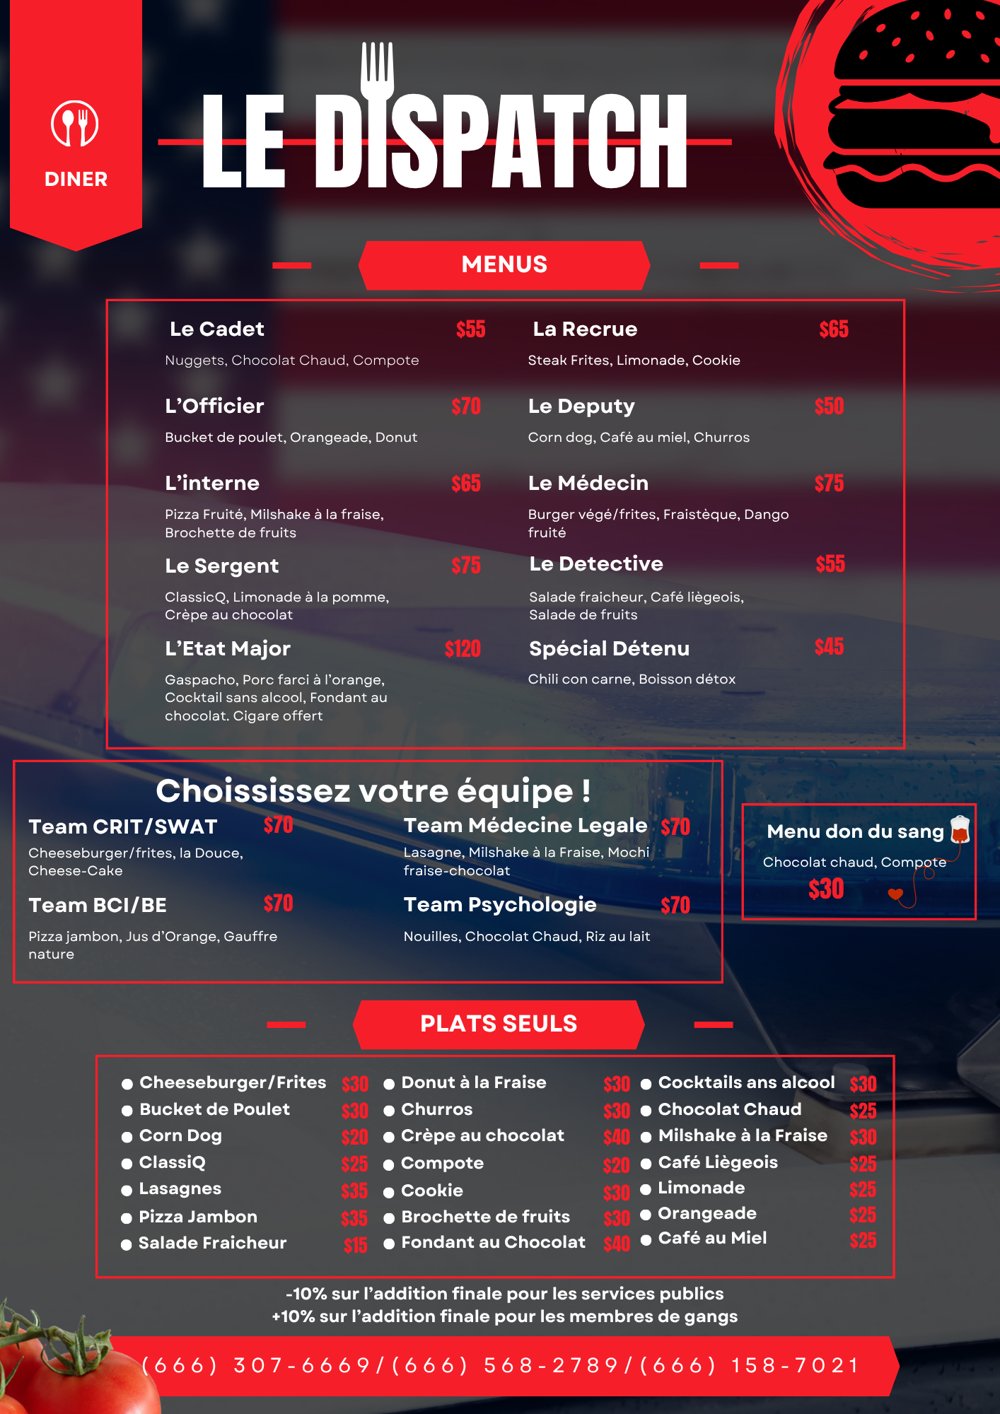 DINER
LE DISPATCH
MENUS
Le Cadet $55
Nuggets, Chocolat Chaud, Compote
La Recrue $65
Steak Frites, Limonade, Cookie
L'Officier $70
Bucket de poulet, Orangeade, Donut
Le Deputy $50
Corn dog, Café au miel, Churros
L'interne $65
Pizza Fruité, Milshake à la fraise,
Brochette de fruits
Le Médecin $75
Burger végé/frites, Fraistèque, Dango
fruité
Le Sergent $75
ClassicQ, Limonade à la pomme,
Crèpe au chocolat
Le Detective $55
Salade fraicheur, Café lièegeois,
Salade de fruits
L'Etat Major $120
Gaspacho, Porc farci à l'orange,
Cocktail sans alcool, Fondant au
chocolat. Cigare offert
Spécial Détenu $45
Chili con carne, Boisson détox
Choississez votre équipe !
Team CRIT/SWAT $70
Cheeseburger/frites, la Douce,
Cheese-Cake
Team Médecine Legale $70
Lasagne, Milshake à la Fraise, Mochi
fraise-chocolat
Team BCI/BE $70
Pizza jambon, Jus d'Orange, Gauffre
nature
Team Psychologie $70
Nouilles, Chocolat Chaud, Riz au lait
Menu don du sang
Chocolat chaud, Compote
$30
PLATS SEULS
Cheeseburger/Frites $30
Bucket de Poulet $30
Corn Dog $20
ClassiQ $25
Lasagnes $35
Pizza Jambon $35
Salade Fraicheur $15
Donut à la Fraise $30
Churros $30
Crèpe au chocolat $40
Compote $20
Cookie $30
Brochette de fruits $30
Fondant au Chocolat $40
Cocktails ans alcool $30
Chocolat Chaud $25
Milshake à la Fraise $30
Café Liègeois $25
Limonade $25
Orangeade $25
Café au Miel $25
-10% sur l'addition finale pour les services publics
+10% sur l'addition finale pour les membres de gangs
(666) 307-6669/(666) 568-2789/(666) 158-7021